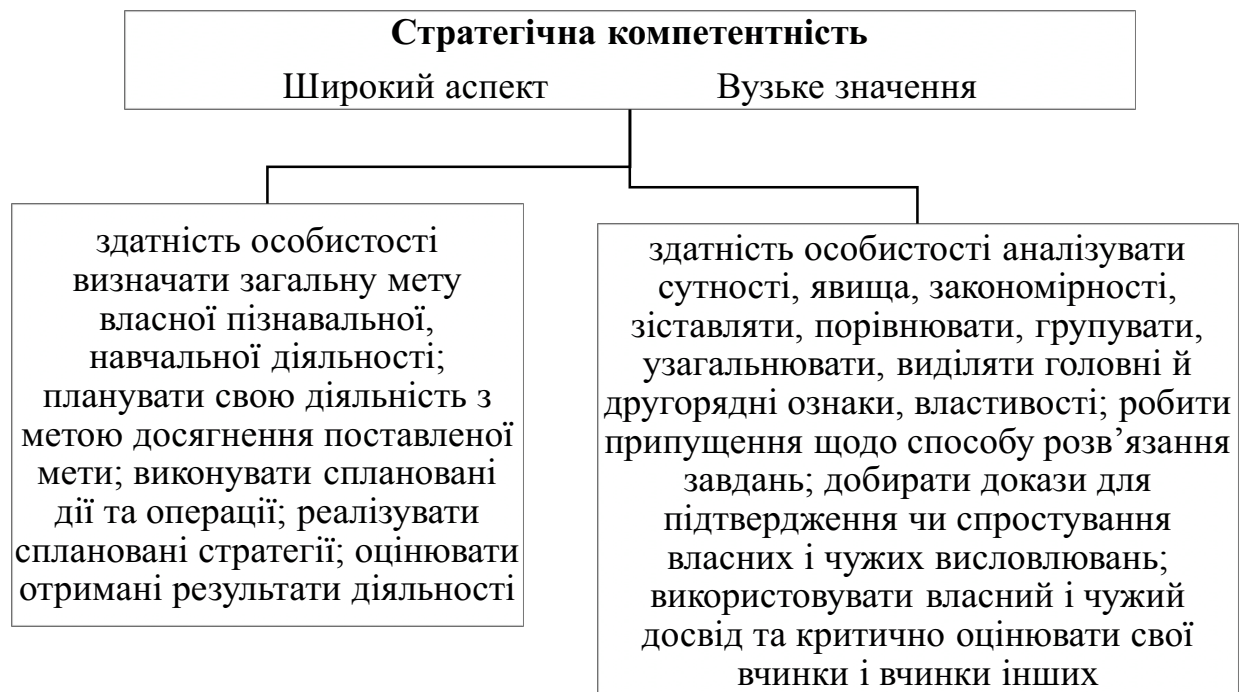 Стратегічна компетентність
Широкий аспект Вузьке значення
здатність особистості
визначати загальну мету
власної пізнавальної,
навчальної діяльності;
планувати свою діяльність з
метою досягнення поставленої
мети; виконувати сплановані
дії та операції; реалізувати
сплановані стратегії; оцінювати
отримані результати діяльності
здатність особистості аналізувати
сутності, явища, закономірності,
зіставляти, порівнювати, групувати,
узагальнювати, виділяти головні й
другорядні ознаки, властивості; робити
припущення щодо способу розв’язання
завдань; добирати докази для
підтвердження чи спростування
власних і чужих висловлювань;
використовувати власний і чужий
досвід та критично оцінювати свої
вчинки і вчинки інших